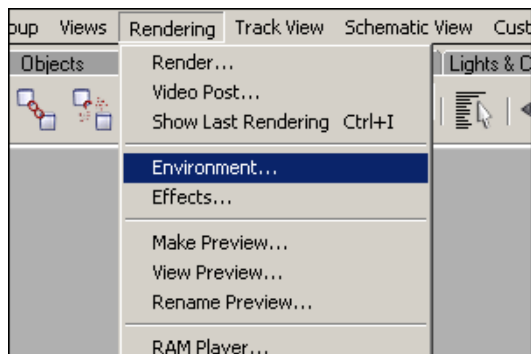 oup Views Rendering Track View Schematic View Cust
Objects Lights & C
Render...
Video Post...
Show Last Rendering Ctrl+I
Environment...
Effects...
Make Preview...
View Preview...
Rename Preview...
RAM Player...